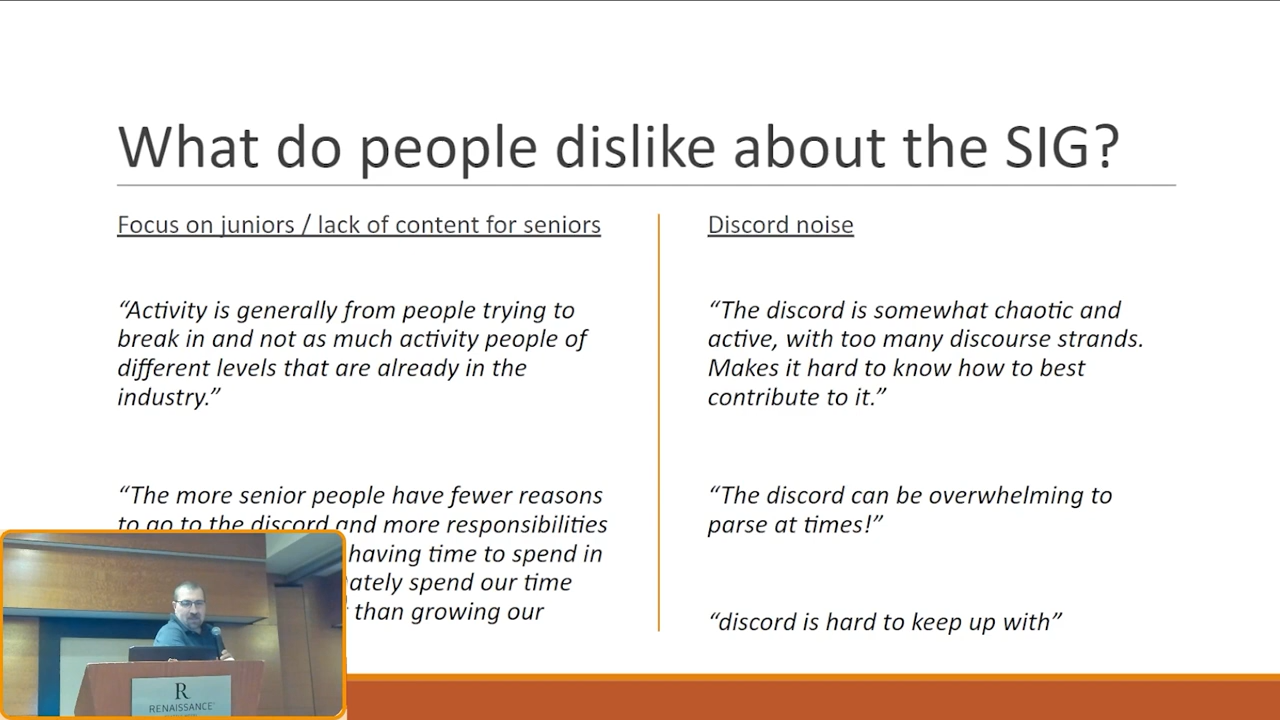 What do people dislike about the SIG?
Focus on juniors / lack of content for seniors
“Activity is generally from people trying to
break in and not as much activity people of
different levels that are already in the
industry.”
“The more senior people have fewer reasons
to go to the discord and more responsibilities
having time to spend in
ately spend our time
than growing our
Discord noise
“The discord is somewhat chaotic and
active, with too many discourse strands.
Makes it hard to know how to best
contribute to it.”
“The discord can be overwhelming to
parse at times!”
“discord is hard to keep up with”
R
RENAISSANCE